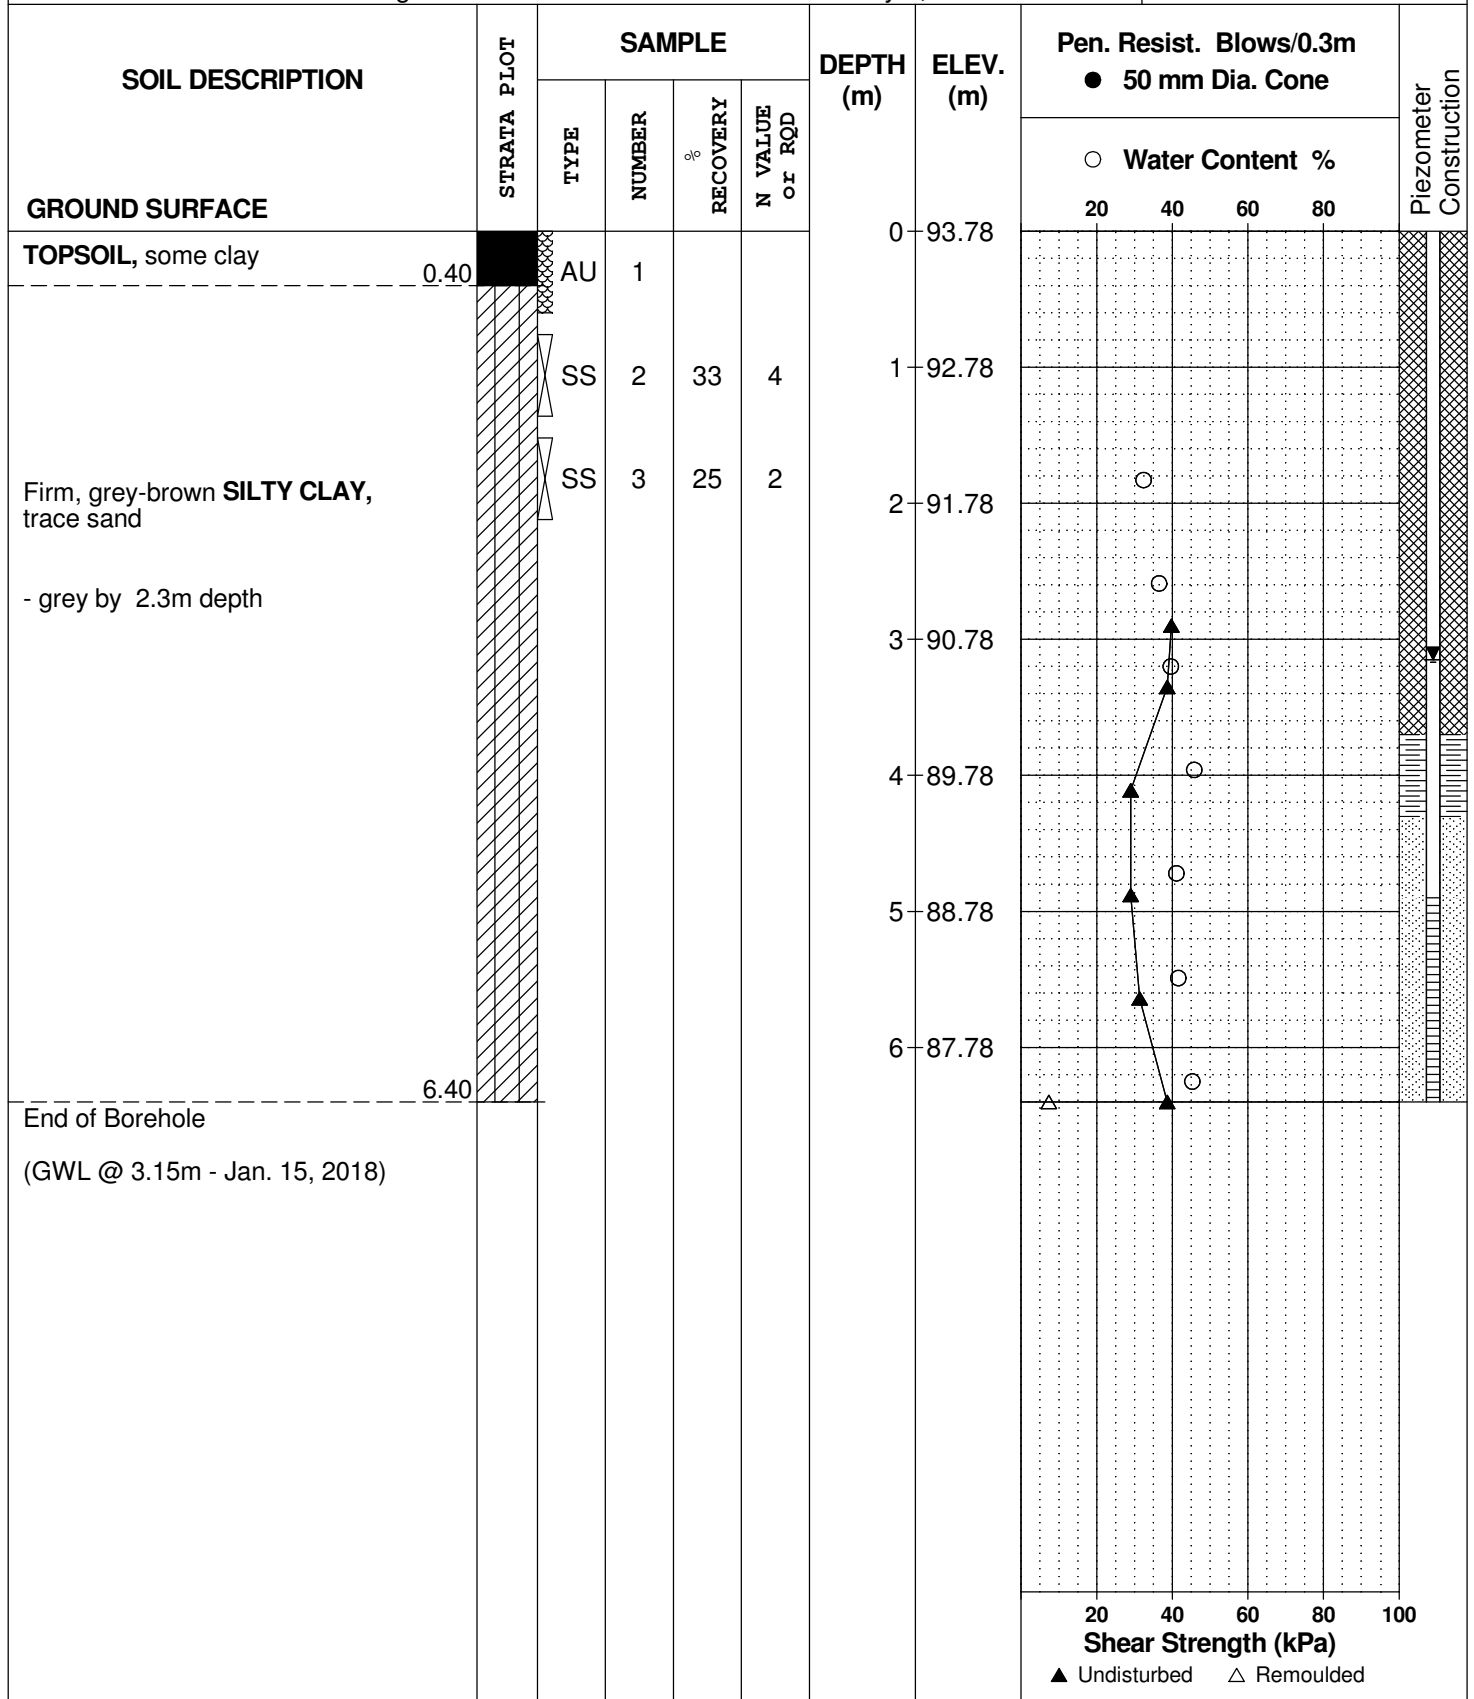 SOIL DESCRIPTION
GROUND SURFACE
STRATA PLOT
SAMPLE
TYPE
NUMBER
% RECOVERY
N VALUE or RQD
DEPTH (m)
ELEV. (m)
Pen. Resist. Blows/0.3m
● 50 mm Dia. Cone
○ Water Content %
20 40 60 80
Piezometer Construction
0 93.78
TOPSOIL, some clay
0.40
AU 1
SS 2 33 4
1 92.78
SS 3 25 2
Firm, grey-brown SILTY CLAY,
trace sand
2 91.78
- grey by 2.3m depth
3 90.78
4 89.78
5 88.78
6 87.78
6.40
End of Borehole
(GWL @ 3.15m - Jan. 15, 2018)
20 40 60 80 100
Shear Strength (kPa)
▲ Undisturbed △ Remoulded